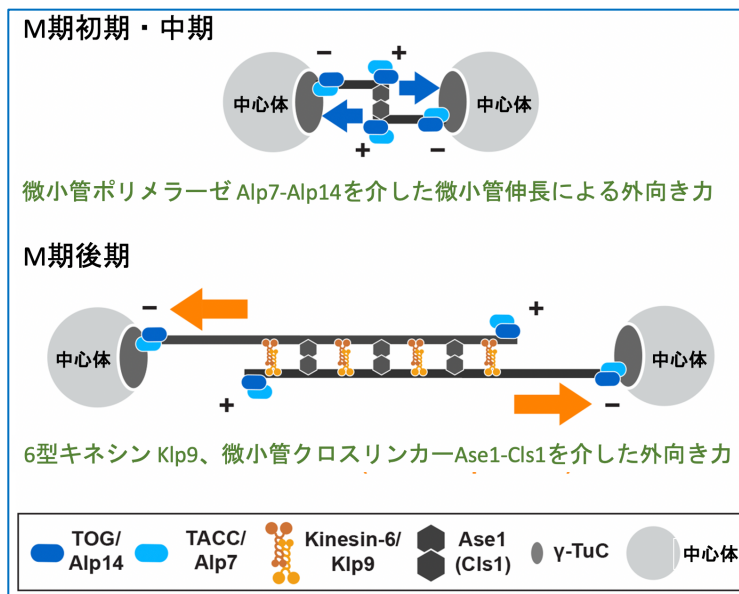 M期初期・中期
− +
中心体 中心体
+ −
微小管ポリメラーゼ Alp7-Alp14を介した微小管伸長による外向き力
M期後期
− +
中心体 中心体
+ −
6型キネシン Klp9、微小管クロスリンカーAse1-Cls1を介した外向き力
TOG/
Alp14
TACC/
Alp7
Kinesin-6/
Klp9
Ase1
(Cls1)
γ-TuC
中心体